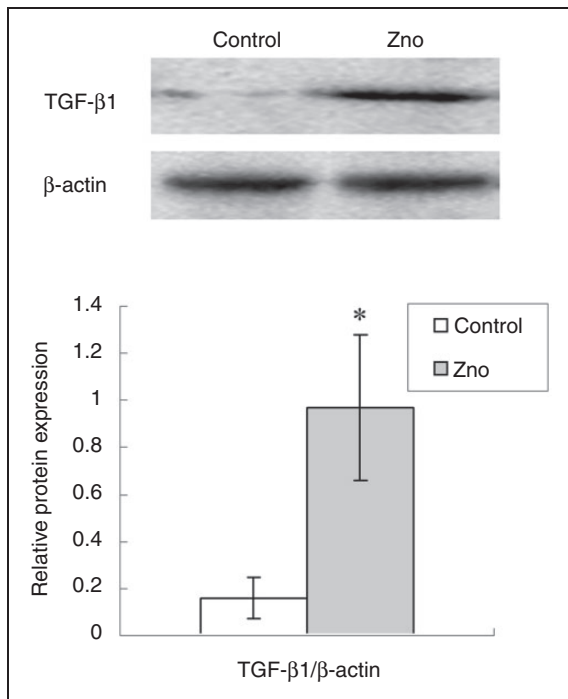 Control Zno
TGF-β1
β-actin
1.4
1.2
1
0.8
0.6
0.4
0.2
0
Relative protein expression
*
Control
Zno
TGF-β1/β-actin